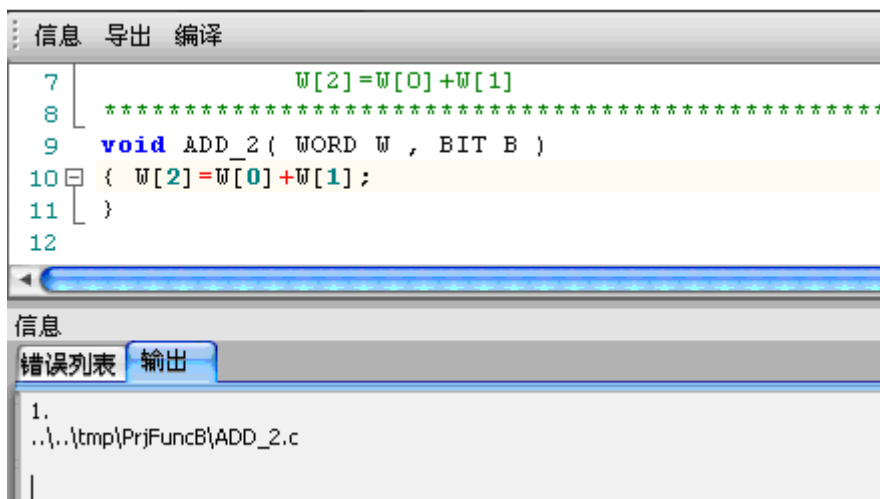 信息 导出 编译
7 W[2]=W[0]+W[1]
8 *************************************************
9 void ADD_2( WORD W , BIT B )
10 { W[2]=W[0]+W[1];
11 }
12
信息
错误列表 输出
1.
..\..\tmp\PrjFuncB\ADD_2.c